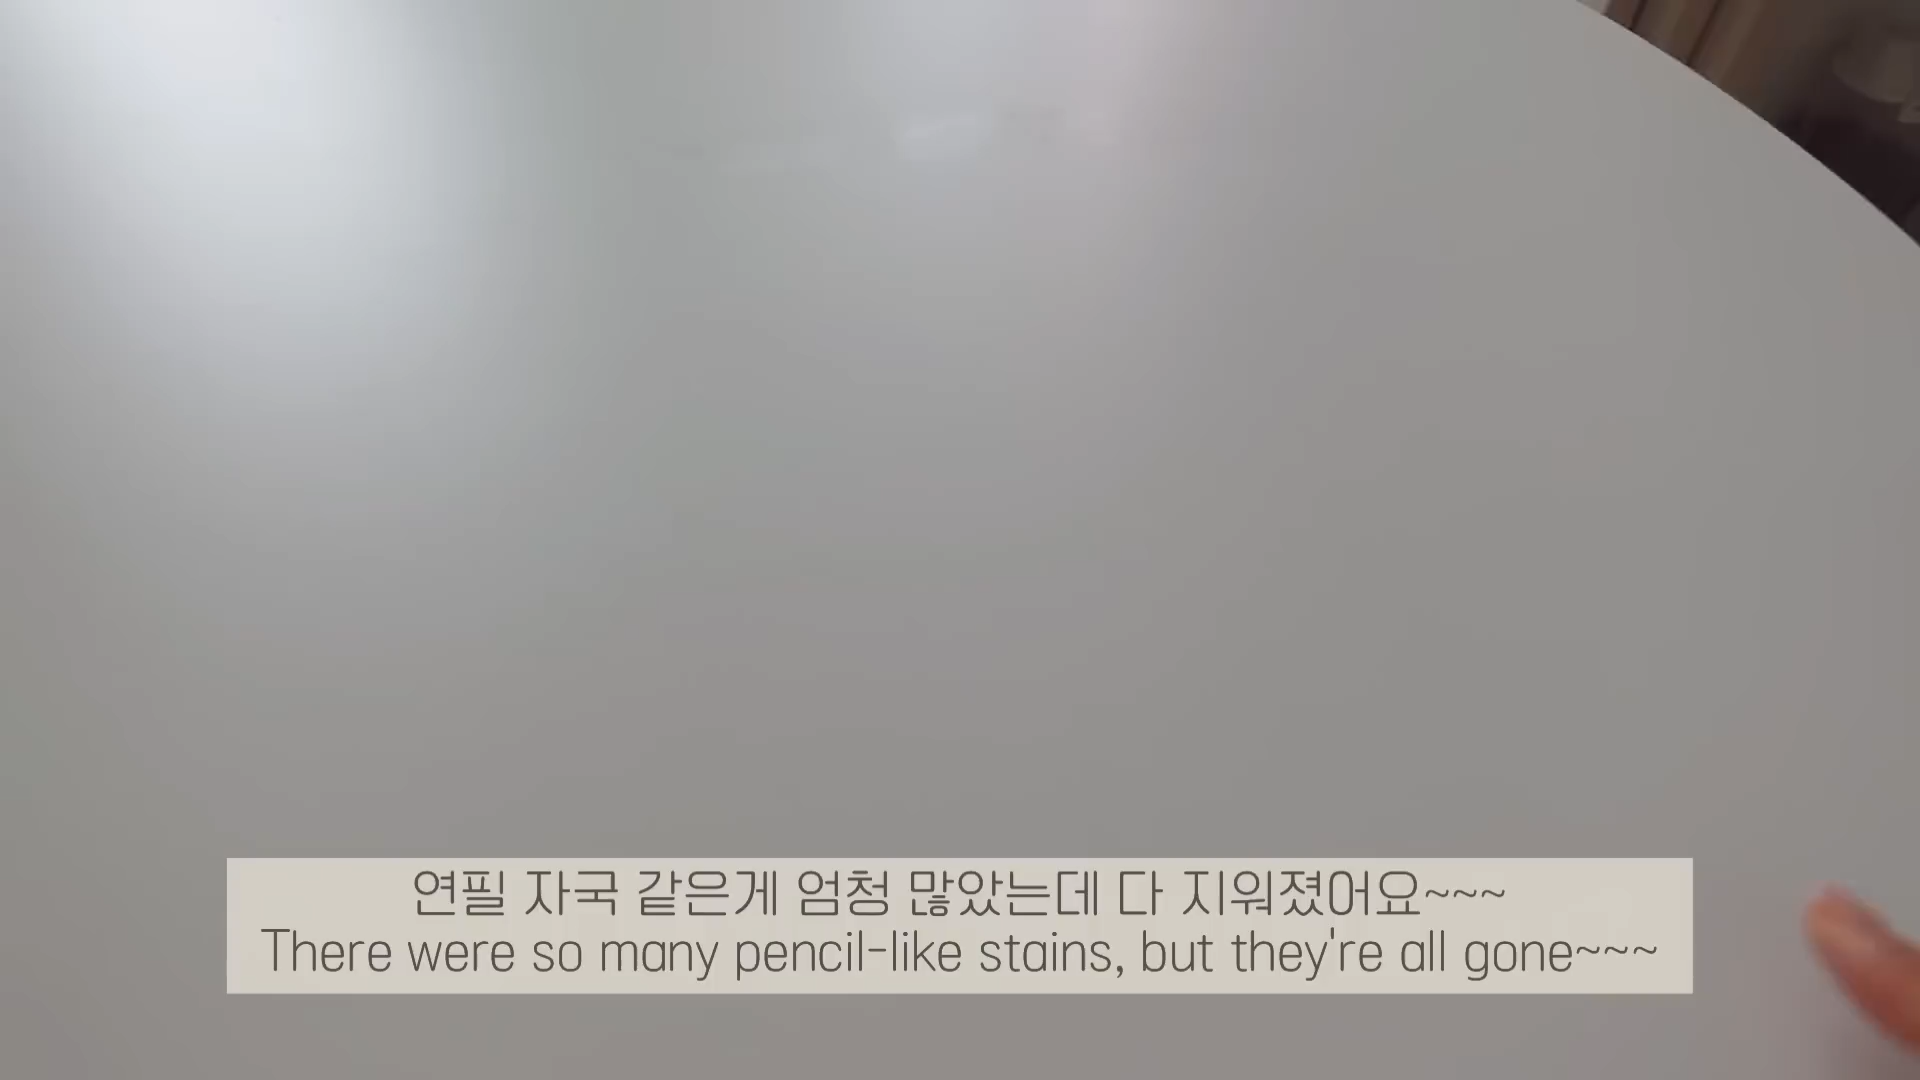 연필 자국 같은게 엄청 많았는데 다 지워졌어요~~~
There were so many pencil-like stains, but they're all gone~~~